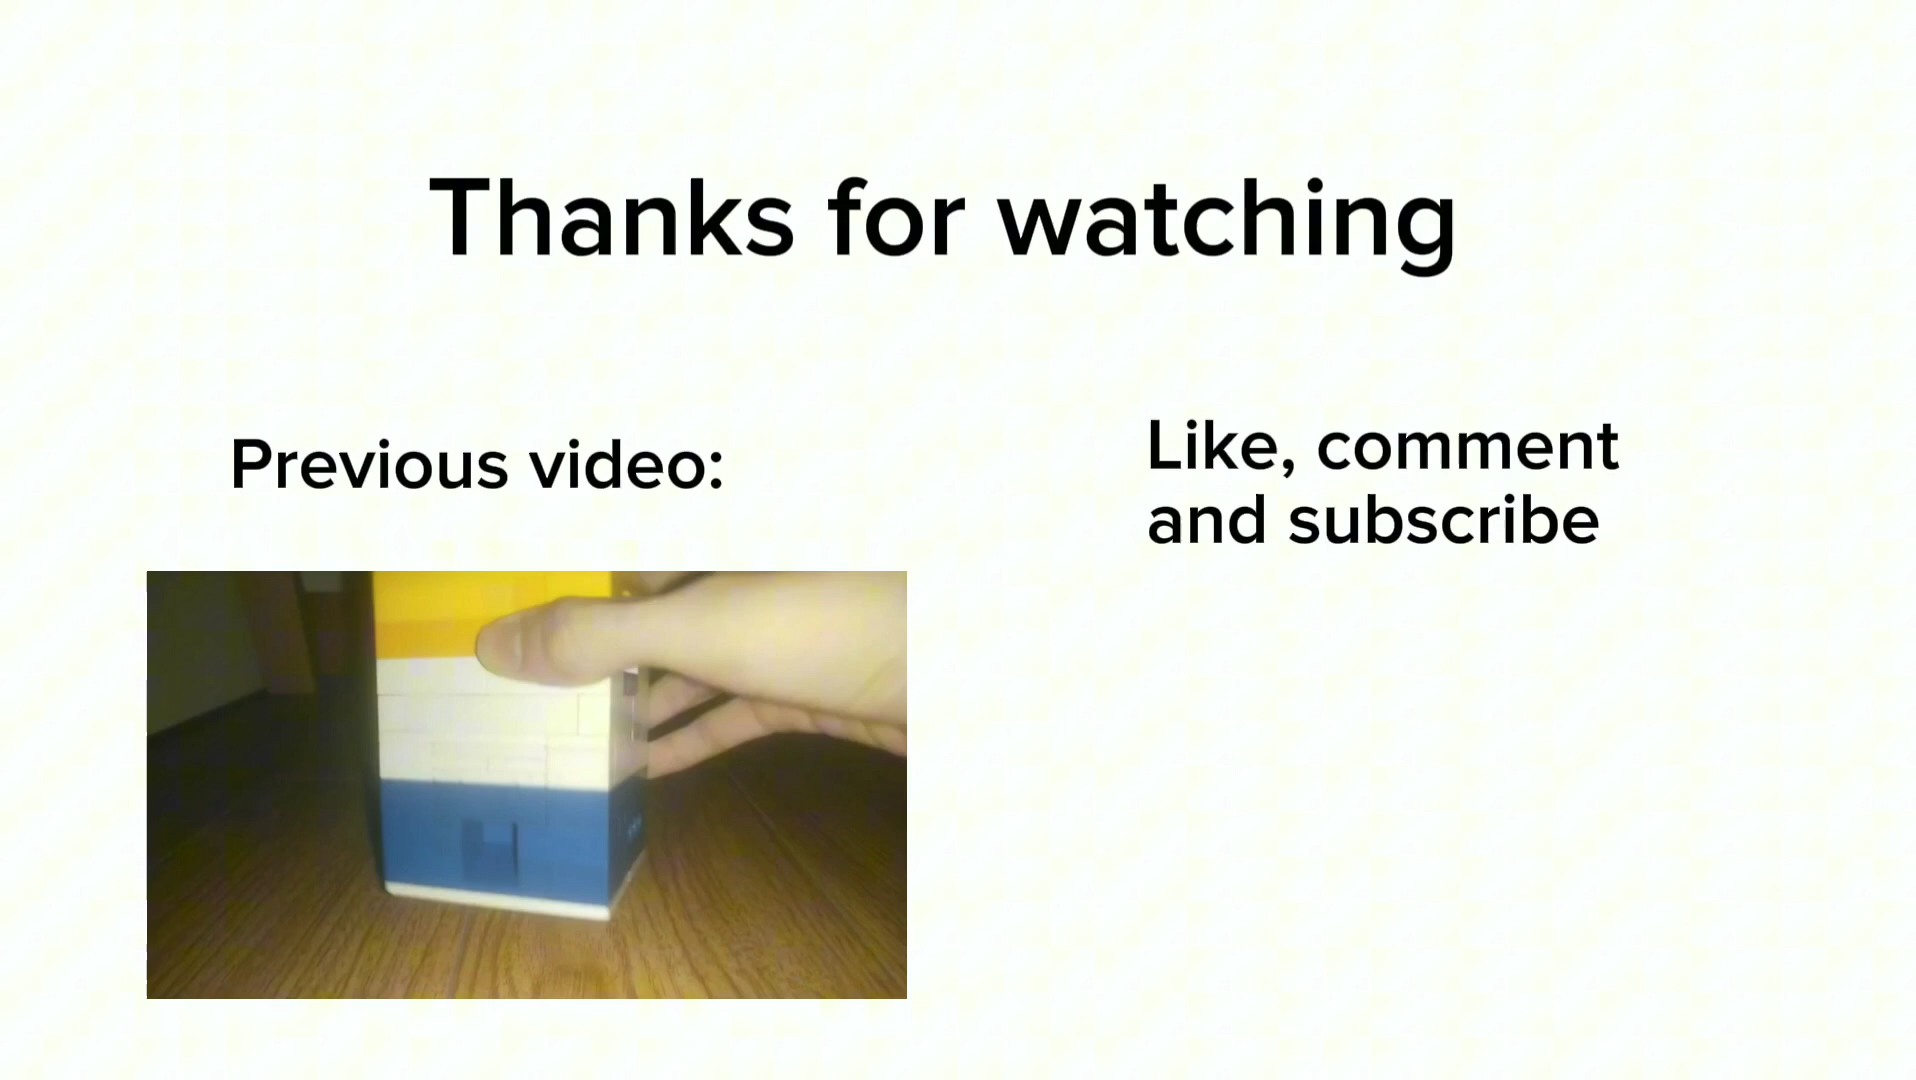 Thanks for watching
Previous video:
Like, comment
and subscribe